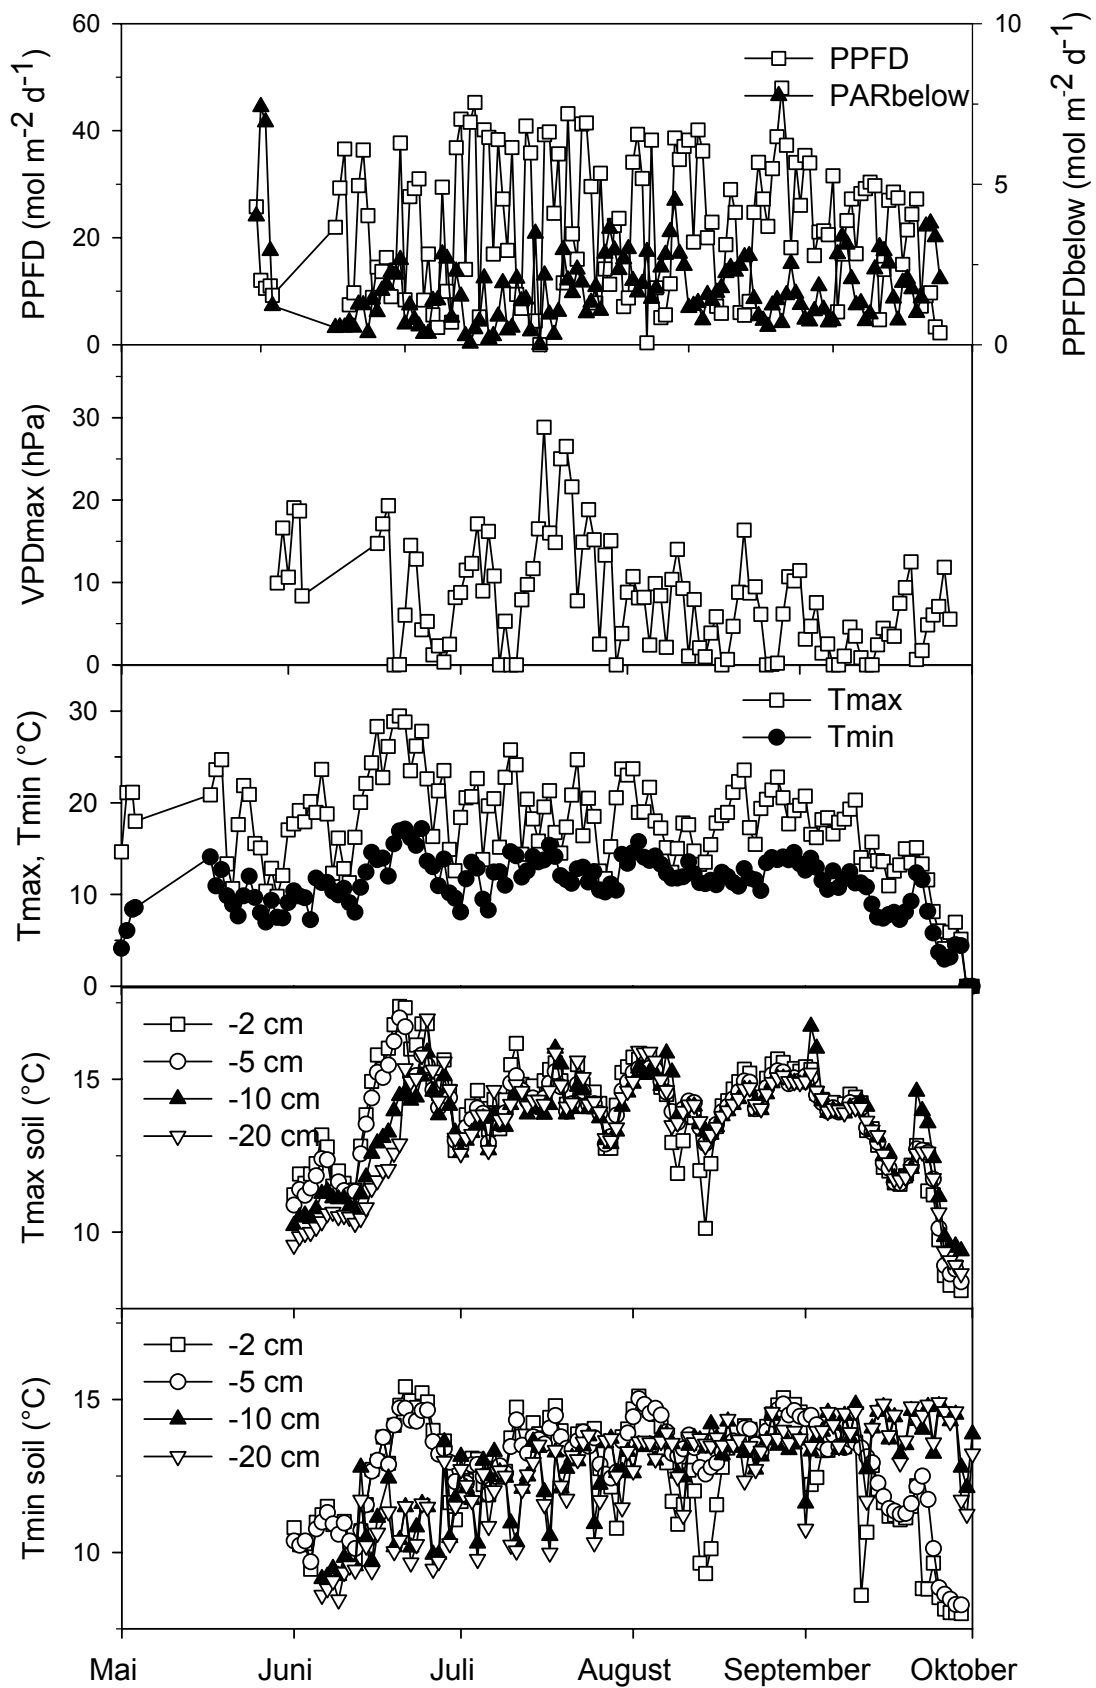 60
40
20
0
PPFD (mol m⁻² d⁻¹)
PPFD
PARbelow
10
5
0
PPFDbelow (mol m⁻² d⁻¹)
30
20
10
0
VPDmax (hPa)
30
20
10
0
Tmax, Tmin (°C)
Tmax
Tmin
15
10
Tmax soil (°C)
-2 cm
-5 cm
-10 cm
-20 cm
15
10
Tmin soil (°C)
-2 cm
-5 cm
-10 cm
-20 cm
Mai Juni Juli August September Oktober